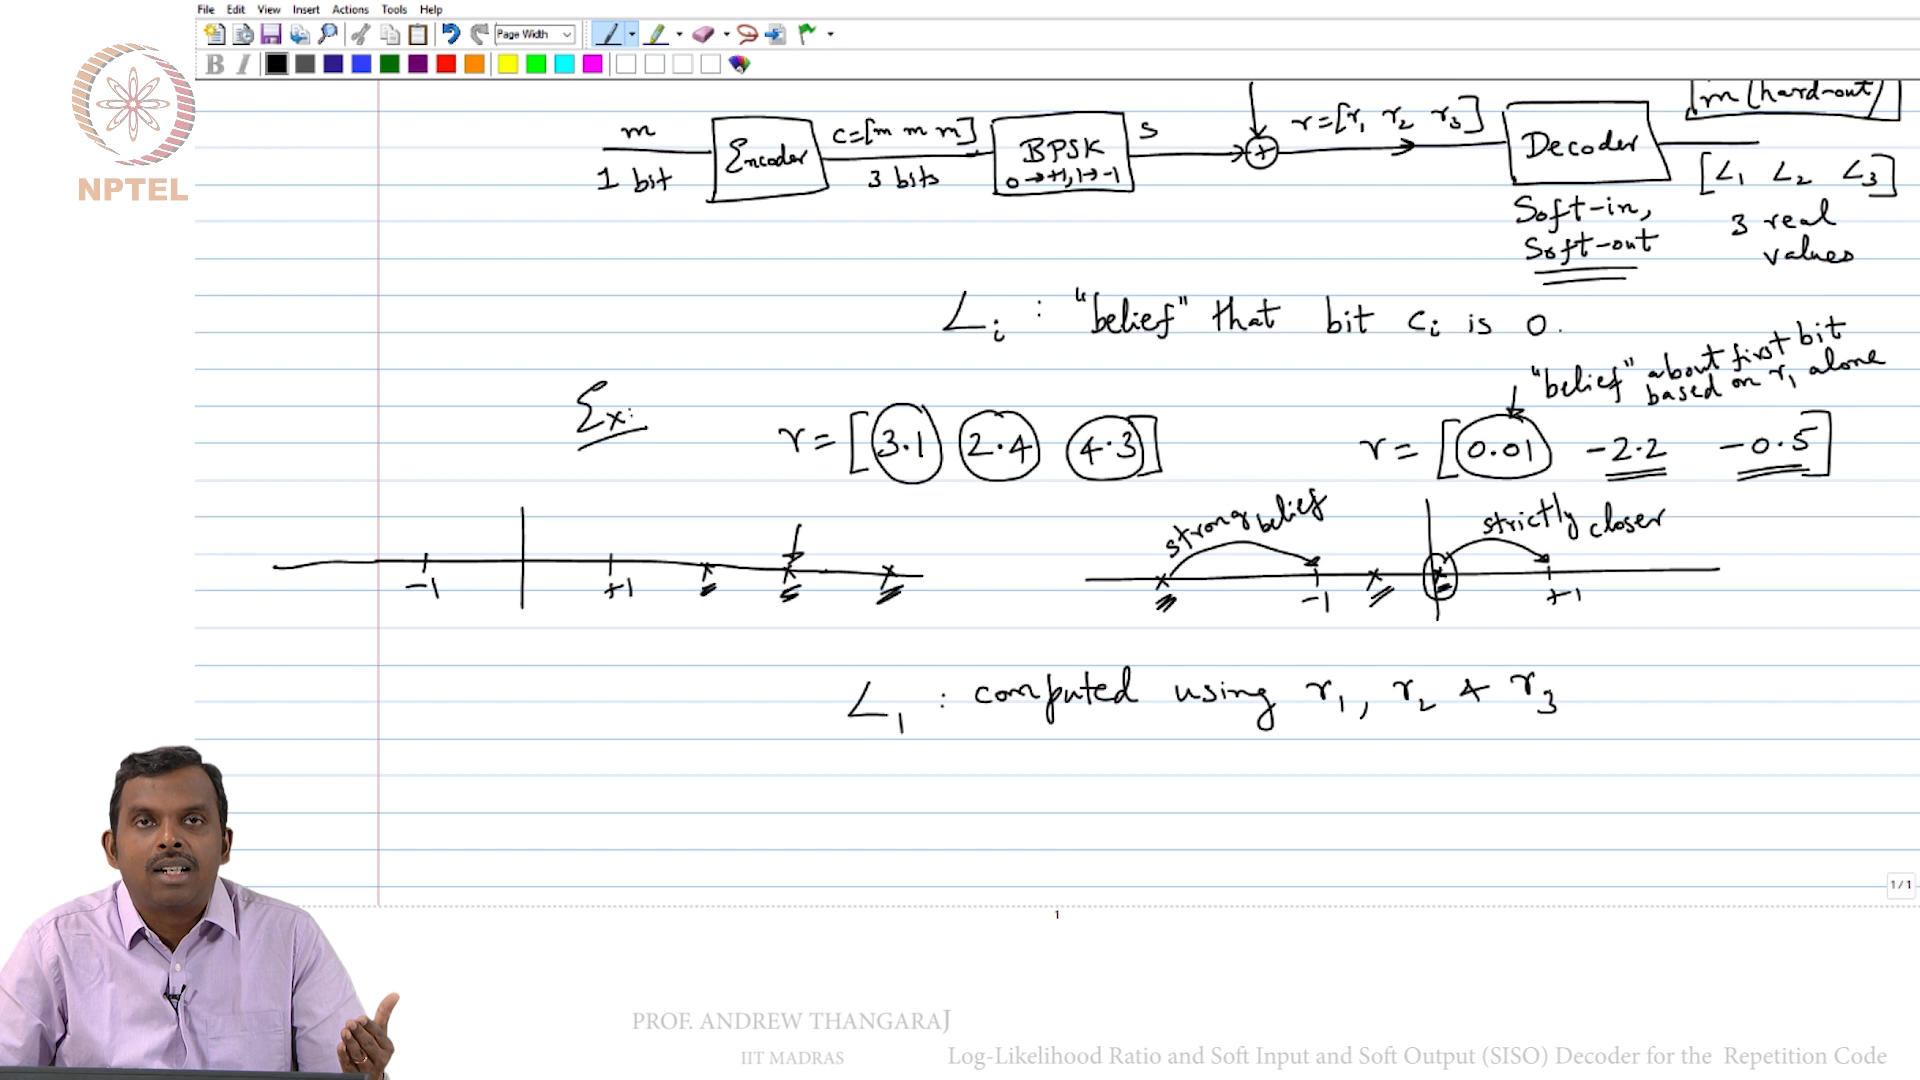 File Edit View Insert Actions Tools Help
Page Width
B I
NPTEL
m
1 bit
Encoder
c=[m m m]
3 bits
BPSK
0→+1, 1→-1
s
+
r=[r1 r2 r3]
Decoder
Soft-in,
Soft-out
m (hard-out)
[L1 L2 L3]
3 real
values
Li : "belief" that bit ci is 0.
"belief" about first bit
based on r1 alone
Ex:
r = [3.1 2.4 4.3]
r = [0.01 -2.2 -0.5]
-1 +1
strong belief
strictly closer
-1 +1
L1 : computed using r1, r2 & r3
1/1
1
PROF. ANDREW THANGARAJ
IIT MADRAS
Log-Likelihood Ratio and Soft Input and Soft Output (SISO) Decoder for the Repetition Code